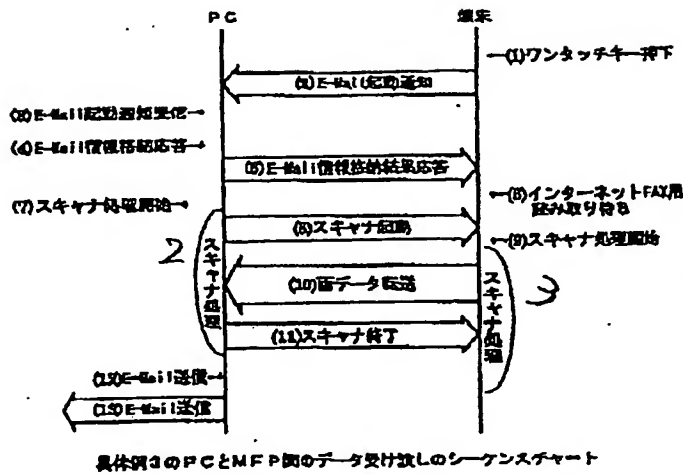 PC
端末
(1)ワンタッチキー押下
(2)E-Mail起動通知
(3)E-Mail起動通知受信
(4)E-Mail情報格納応答
(5)E-Mail情報格納結果応答
(6)インターネットFAX用
読み取り待ち
(7)スキャナ処理開始
(8)スキャナ起動
(9)スキャナ処理開始
2
スキャナ処理
(10)画データ転送
スキャナ処理
3
(11)スキャナ終了
(12)E-Mail送信
(13)E-Mail送信
具体例3のPCとMFP間のデータ受け渡しのシーケンスチャート